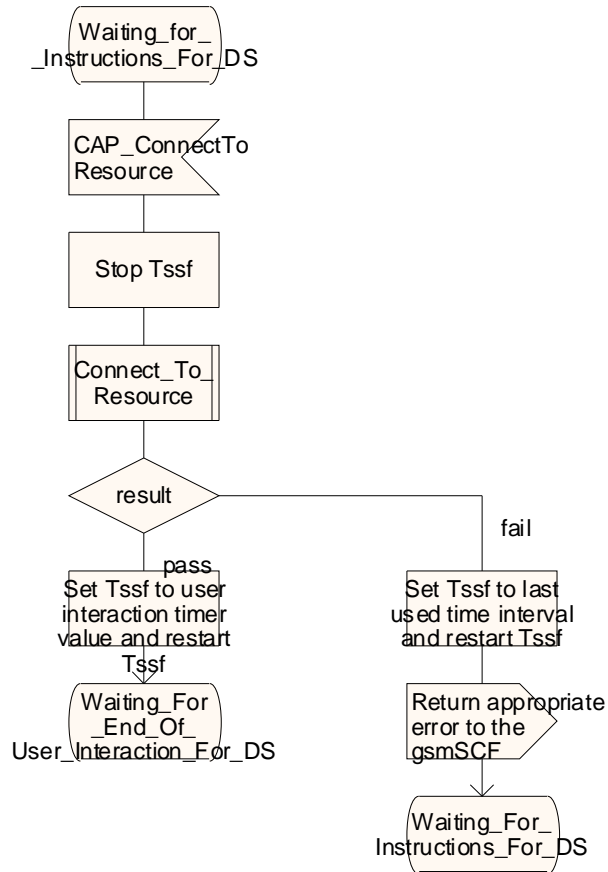 Waiting_for_
_Instructions_For_DS
CAP_ConnectTo
Resource
Stop Tssf
Connect_To_
Resource
result
pass
fail
Set Tssf to user
interaction timer
value and restart
Tssf
Set Tssf to last
used time interval
and restart Tssf
Waiting_For
_End_Of_
User_Interaction_For_DS
Return appropriate
error to the
gsmSCF
Waiting_For_
Instructions_For_DS